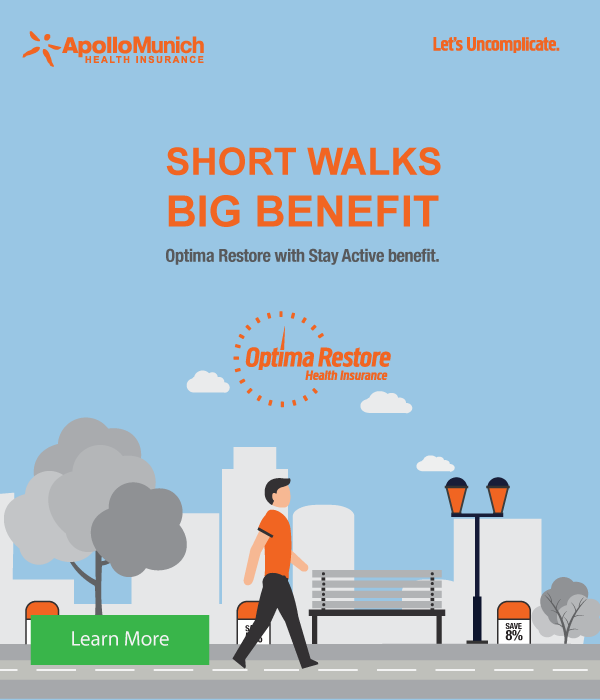 ApolloMunich
HEALTH INSURANCE
Let's Uncomplicate.
SHORT WALKS
BIG BENEFIT
Optima Restore with Stay Active benefit.
Optima Restore
Health Insurance
SAVE
8%
Learn More